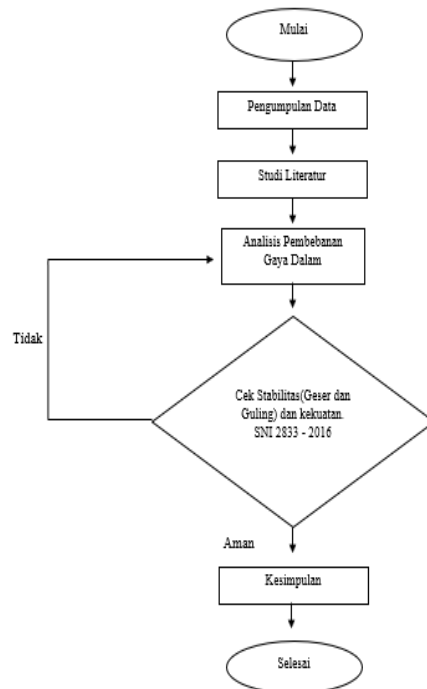 Mulai
Pengumpulan Data
Studi Literatur
Analisis Pembebanan
Gaya Dalam
Tidak
Cek Stabilitas(Geser dan
Guling) dan kekuatan.
SNI 2833 - 2016
Aman
Kesimpulan
Selesai